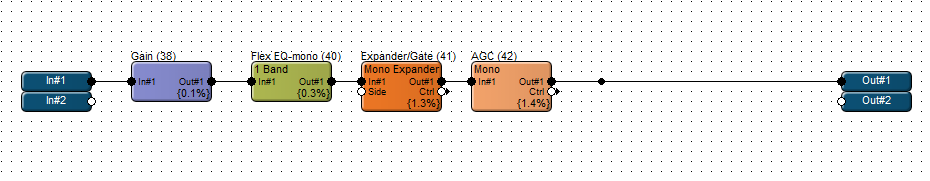 Gain (38)
Flex EQ-mono (40)
Expander/Gate (41)
AGC (42)
In#1
In#2
In#1 Out#1
{0.1%}
1 Band
In#1 Out#1
{0.3%}
Mono Expander
In#1 Out#1
Side Ctrl
{1.3%}
Mono
In#1 Out#1
Ctrl
{1.4%}
Out#1
Out#2